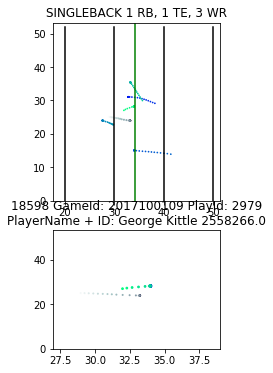 SINGLEBACK 1 RB, 1 TE, 3 WR
50
40
30
20
10
0
20 30 40 50
18598 GameId: 2017100109 PlayId: 2979
PlayerName + ID: George Kittle 2558266.0
40
20
0
27.5 30.0 32.5 35.0 37.5